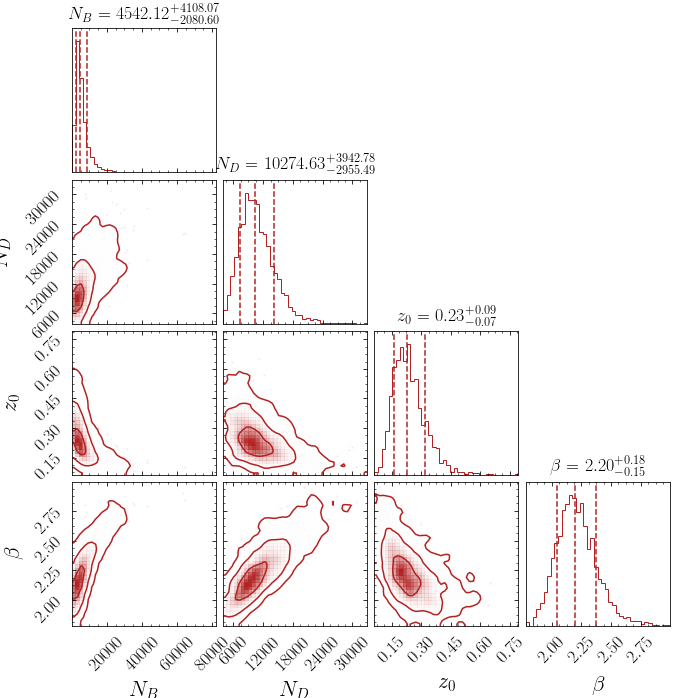 N_B = 4542.12^{+4108.07}_{-2080.60}
N_D = 10274.63^{+3942.78}_{-2955.49}
30000
24000
18000
12000
6000
N_D
z_0 = 0.23^{+0.09}_{-0.07}
0.75
0.60
0.45
0.30
0.15
z_0
β = 2.20^{+0.18}_{-0.15}
2.75
2.50
2.25
2.00
β
20000
40000
60000
80000
N_B
6000
12000
18000
24000
30000
N_D
0.15
0.30
0.45
0.60
0.75
z_0
2.00
2.25
2.50
2.75
β